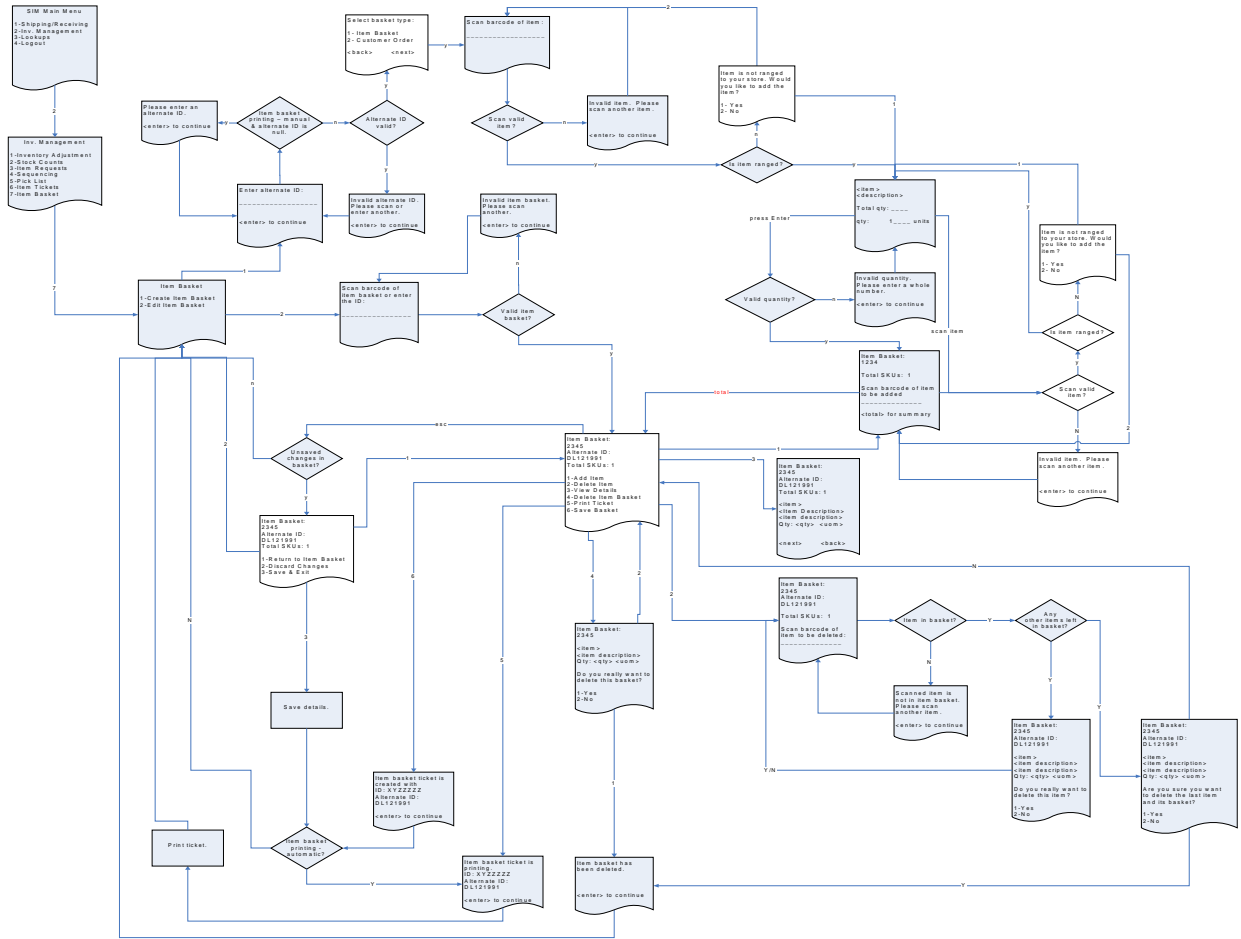 SIM Main Menu
1-Shipping/Receiving
2-Inv. Management
3-Lookups
4-Logout
2
Inv. Management
1-Inventory Adjustment
2-Stock Counts
3-Item Requests
4-Sequencing
5-Pick List
6-Item Tickets
7-Item Basket
7
Please enter an
alternate ID.
<enter> to continue
y
Item basket
printing – manual
& alternate ID is
null.
n
Alternate ID
valid?
y
y
Select basket type:
1- Item Basket
2- Customer Order
<back> <next>
y
Scan barcode of item:
_________________
2
Enter alternate ID:
_________________
<enter> to continue
Invalid alternate ID.
Please scan or
enter another.
<enter> to continue
Scan valid
item?
n
Invalid item. Please
scan another item.
<enter> to continue
y
Item is not ranged
to your store. Would
you like to add the
item?
1- Yes
2- No
1
n
Is item ranged?
y
1
Invalid item basket.
Please scan
another.
<enter> to continue
n
Item Basket
1-Create Item Basket
2-Edit Item Basket
1
2
Scan barcode of
item basket or enter
the ID:
_______________
Valid item
basket?
y
<item>
<description>
Total qty: ____
qty: 1____ units
press Enter
Invalid quantity.
Please enter a whole
number.
<enter> to continue
Valid quantity?
n
y
scan item
Item is not ranged
to your store. Would
you like to add the
item?
1- Yes
2- No
y
N
Is item ranged?
y
Scan valid
item?
N
2
Invalid item. Please
scan another item.
<enter> to continue
Item Basket:
1234
Total SKUs: 1
Scan barcode of item
to be added
______________
<total> for summary
total
n
2
esc
Unsaved
changes in
basket?
y
1
Item Basket:
2345
Alternate ID:
DL121991
Total SKUs: 1
1-Return to Item Basket
2-Discard Changes
3-Save & Exit
3
Item Basket:
2345
Alternate ID:
DL121991
Total SKUs: 1
1-Add Item
2-Delete Item
3-View Details
4-Delete Item Basket
5-Print Ticket
6-Save Basket
1
3
Item Basket:
2345
Alternate ID:
DL121991
Total SKUs: 1
<item>
<Item Description>
<item description>
Qty: <qty> <uom>
<next> <back>
N
6
5
4
2
2
Item Basket:
2345
<item>
<item description>
Qty: <qty> <uom>
Do you really want to
delete this basket?
1-Yes
2-No
Item Basket:
2345
Alternate ID:
DL121991
Total SKUs: 1
Scan barcode of
item to be deleted:
______________
Item in basket?
Y
Any
other items left
in basket?
N
Y
Y
Scanned item is
not in item basket.
Please scan
another item.
<enter> to continue
Y/N
Item Basket:
2345
Alternate ID:
DL121991
<item>
<item description>
<item description>
Qty: <qty> <uom>
Do you really want to
delete this item?
1-Yes
2-No
Item Basket:
2345
Alternate ID:
DL121991
<item>
<item description>
<item description>
Qty: <qty> <uom>
Are you sure you want
to delete the last item
and its basket?
1-Yes
2-No
Save details.
N
1
Item basket ticket is
created with
ID: XYZZZZZ
Alternate ID:
DL121991
<enter> to continue
Print ticket.
Item basket
printing -
automatic?
Y
Item basket ticket is
printing.
ID: XYZZZZZ
Alternate ID:
DL121991
<enter> to continue
Item basket has
been deleted.
<enter> to continue
Y